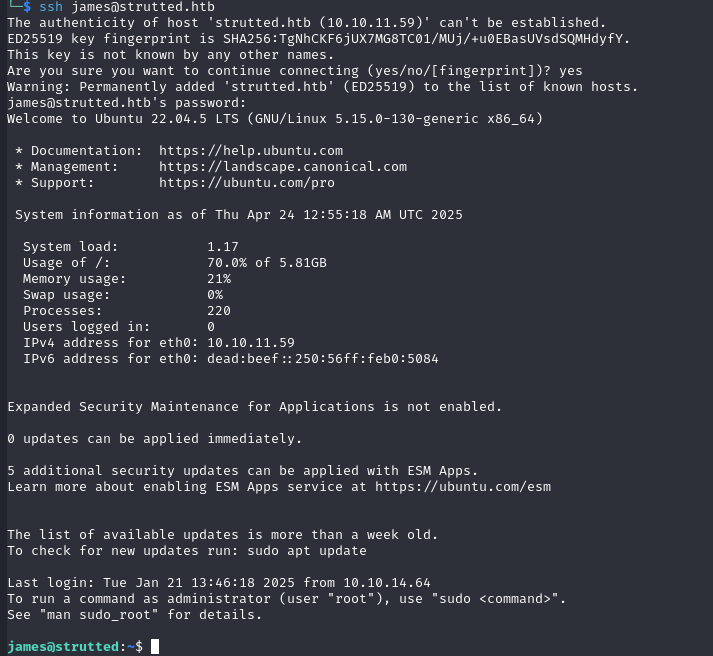 └─$ ssh james@strutted.htb
The authenticity of host 'strutted.htb (10.10.11.59)' can't be established.
ED25519 key fingerprint is SHA256:TgNhCKF6jUX7MG8TC01/MUj/+u0EBasUVsdSQMHdyfY.
This key is not known by any other names.
Are you sure you want to continue connecting (yes/no/[fingerprint])? yes
Warning: Permanently added 'strutted.htb' (ED25519) to the list of known hosts.
james@strutted.htb's password:
Welcome to Ubuntu 22.04.5 LTS (GNU/Linux 5.15.0-130-generic x86_64)
* Documentation:  https://help.ubuntu.com
* Management:     https://landscape.canonical.com
* Support:        https://ubuntu.com/pro
System information as of Thu Apr 24 12:55:18 AM UTC 2025
System load:           1.17
Usage of /:            70.0% of 5.81GB
Memory usage:          21%
Swap usage:            0%
Processes:             220
Users logged in:       0
IPv4 address for eth0: 10.10.11.59
IPv6 address for eth0: dead:beef::250:56ff:feb0:5084
Expanded Security Maintenance for Applications is not enabled.
0 updates can be applied immediately.
5 additional security updates can be applied with ESM Apps.
Learn more about enabling ESM Apps service at https://ubuntu.com/esm
The list of available updates is more than a week old.
To check for new updates run: sudo apt update
Last login: Tue Jan 21 13:46:18 2025 from 10.10.14.64
To run a command as administrator (user "root"), use "sudo <command>".
See "man sudo_root" for details.
james@strutted:~$